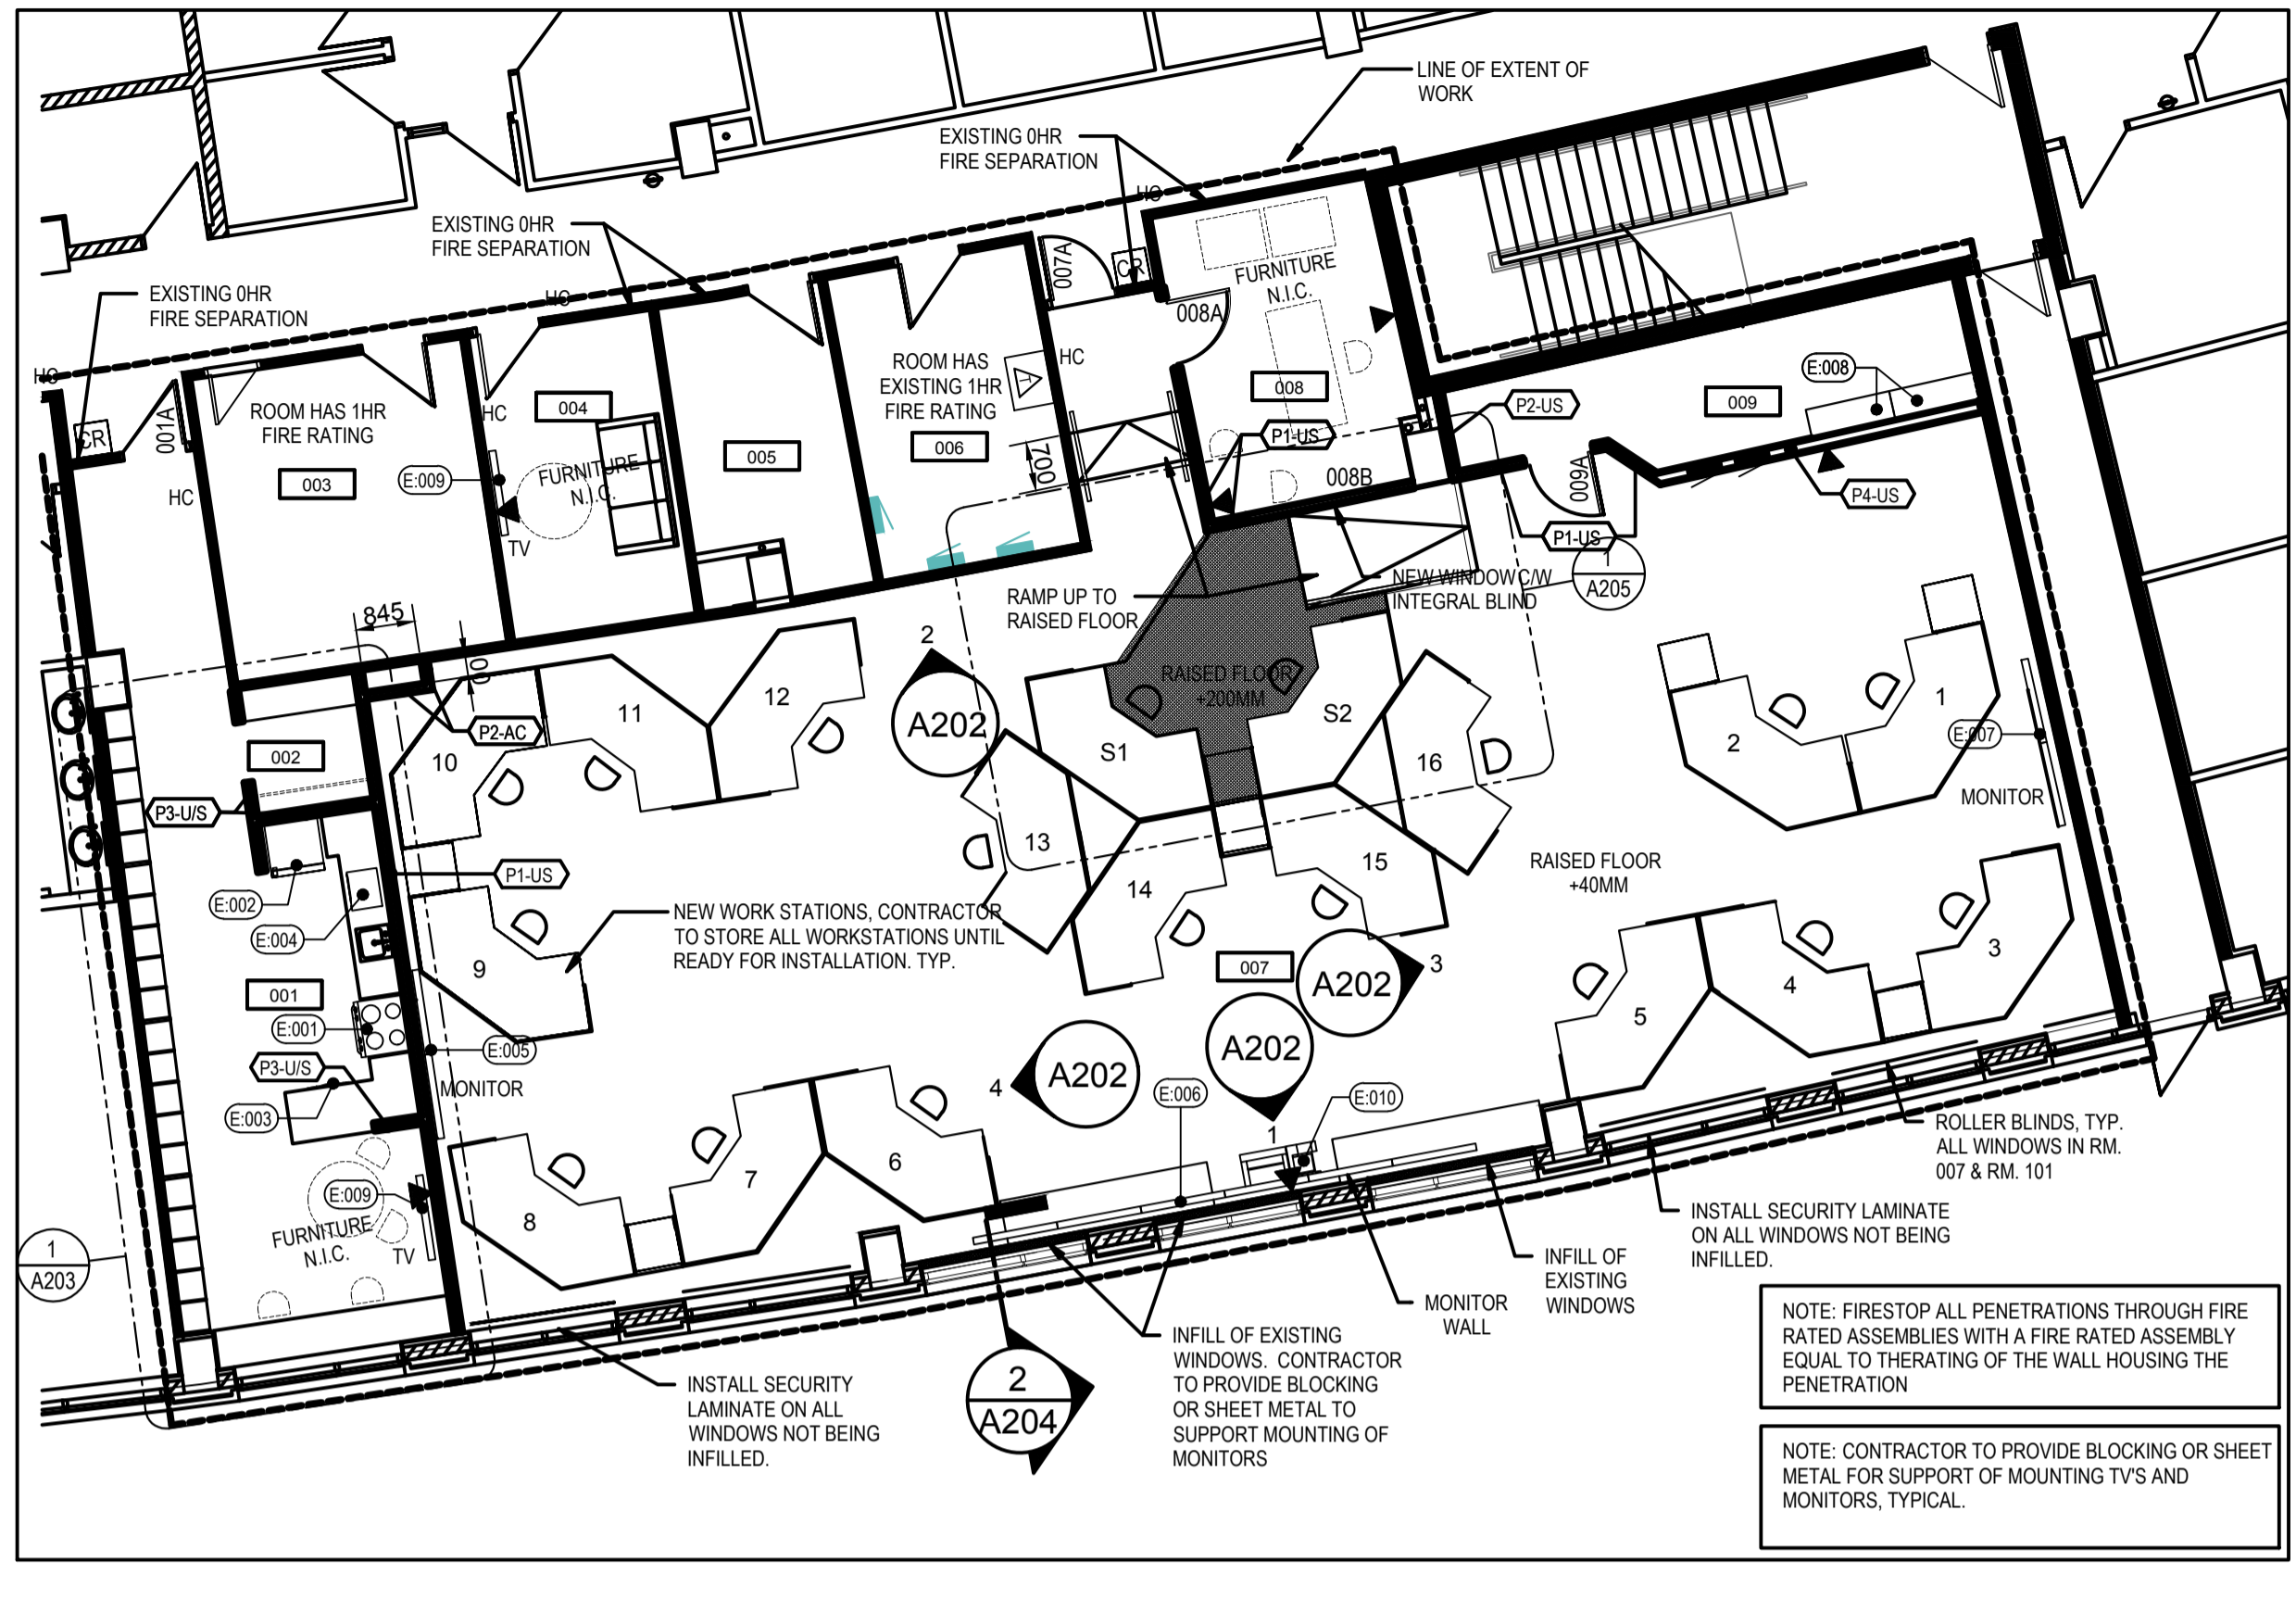 LINE OF EXTENT OF
WORK
EXISTING 0HR
FIRE SEPARATION
HC
EXISTING 0HR
FIRE SEPARATION
HC
EXISTING 0HR
FIRE SEPARATION
HC
CR
001A
HC
ROOM HAS 1HR
FIRE RATING
003
E:009
HC
004
FURNITURE
N.I.C.
TV
005
ROOM HAS
EXISTING 1HR
FIRE RATING
006
007A
CR
HC
700
FURNITURE
N.I.C.
008A
008
P1-US
008B
P2-US
009
E:008
009A
P4-US
P1-US
1
A205
NEW WINDOW C/W
INTEGRAL BLIND
RAMP UP TO
RAISED FLOOR
845
RAISED FLOOR
+200MM
2
A202
S1
S2
10
11
12
13
14
15
16
1
2
E:007
MONITOR
002
P2-AC
P3-U/S
P1-US
E:002
E:004
001
E:001
P3-U/S
E:003
E:005
MONITOR
9
NEW WORK STATIONS, CONTRACTOR
TO STORE ALL WORKSTATIONS UNTIL
READY FOR INSTALLATION. TYP.
RAISED FLOOR
+40MM
007
A202
3
A202
1
4
A202
E:006
E:010
3
4
5
6
7
8
E:009
FURNITURE
N.I.C.
TV
1
A203
ROLLER BLINDS, TYP.
ALL WINDOWS IN RM.
007 & RM. 101
INSTALL SECURITY LAMINATE
ON ALL WINDOWS NOT BEING
INFILLED.
INFILL OF
EXISTING
WINDOWS
MONITOR
WALL
INFILL OF EXISTING
WINDOWS. CONTRACTOR
TO PROVIDE BLOCKING
OR SHEET METAL TO
SUPPORT MOUNTING OF
MONITORS
2
A204
INSTALL SECURITY
LAMINATE ON ALL
WINDOWS NOT BEING
INFILLED.
NOTE: FIRESTOP ALL PENETRATIONS THROUGH FIRE
RATED ASSEMBLIES WITH A FIRE RATED ASSEMBLY
EQUAL TO THERATING OF THE WALL HOUSING THE
PENETRATION
NOTE: CONTRACTOR TO PROVIDE BLOCKING OR SHEET
METAL FOR SUPPORT OF MOUNTING TV'S AND
MONITORS, TYPICAL.